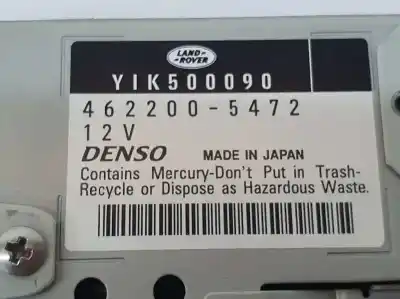 LAND-
ROVER
YIK500090
462200-5472
12V
DENSO MADE IN JAPAN
Contains Mercury-Don't Put in Trash-
Recycle or Dispose as Hazardous Waste.